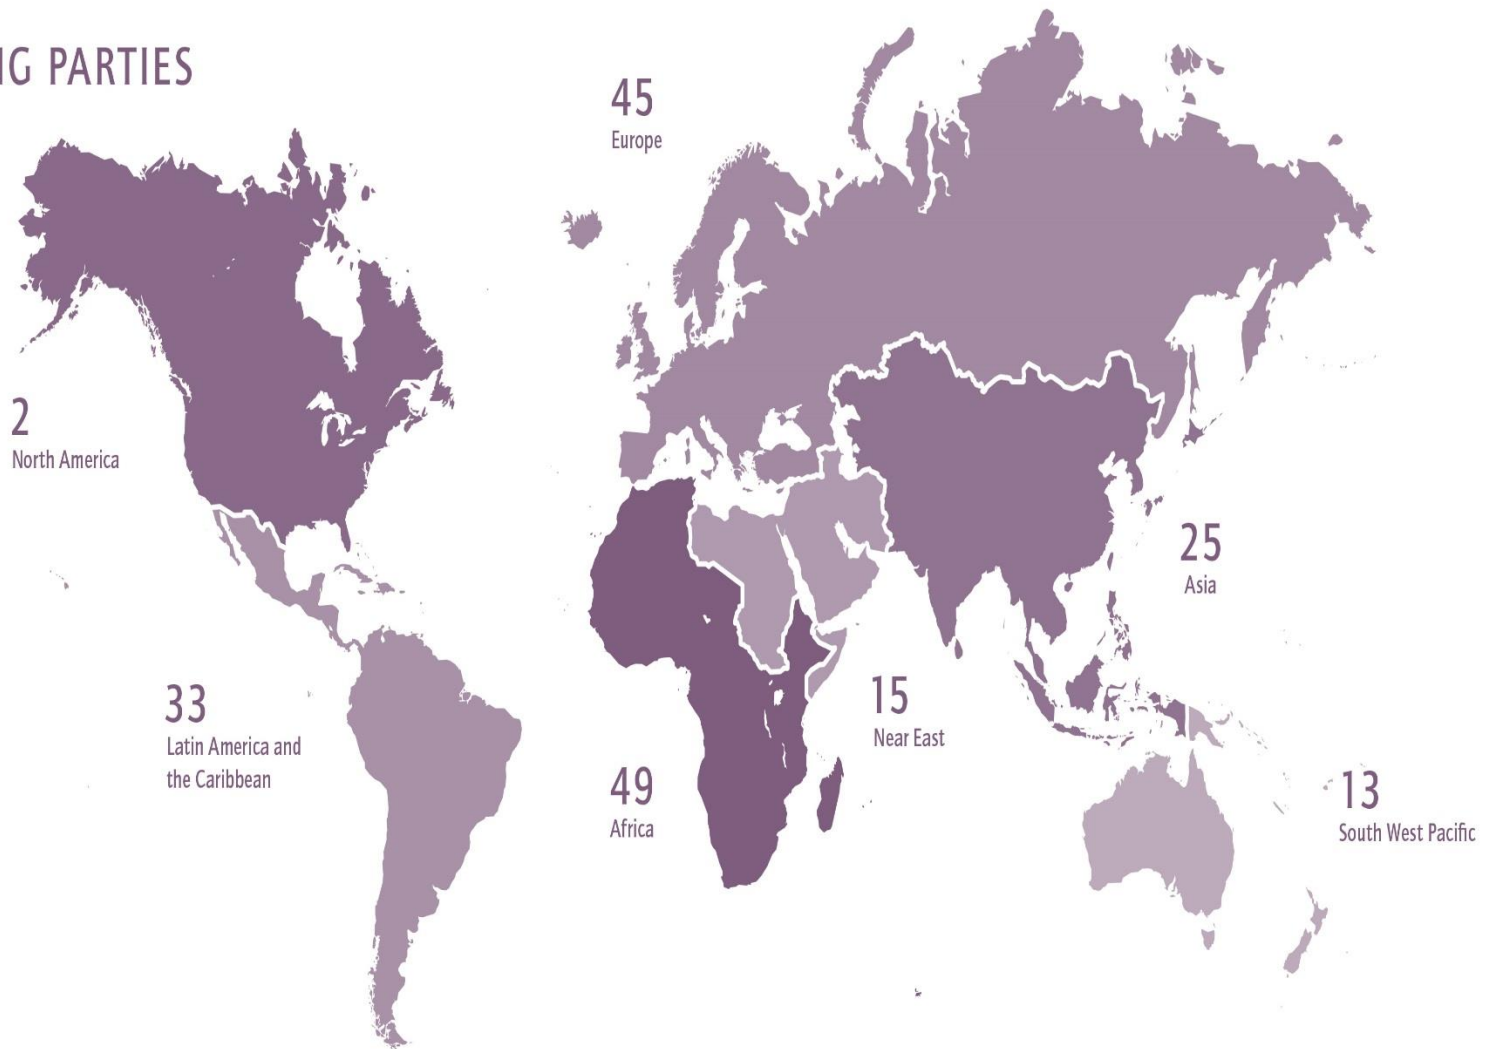 NG PARTIES
45
Europe
2
North America
25
Asia
33
Latin America and
the Caribbean
15
Near East
49
Africa
13
South West Pacific